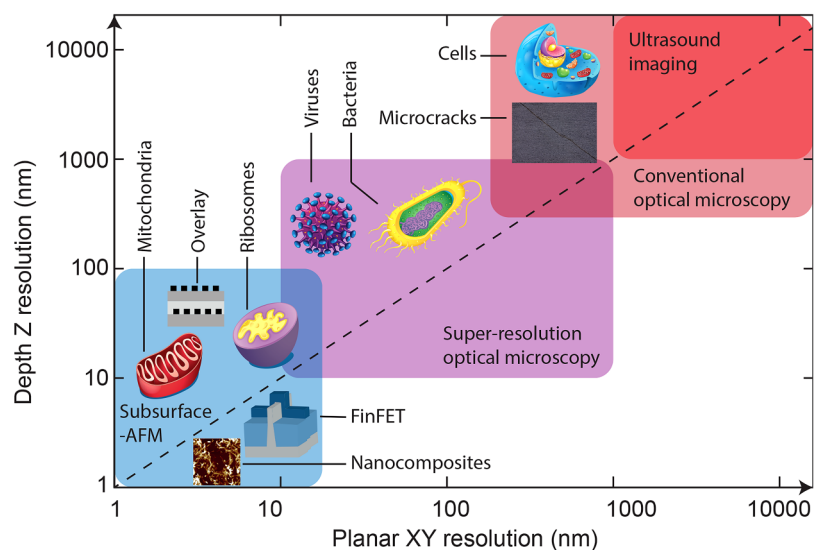 10000
1000
100
10
1
Depth Z resolution (nm)
Mitochondria
Overlay
Ribosomes
Viruses
Bacteria
Cells
Microcracks
Ultrasound
imaging
Conventional
optical microscopy
Super-resolution
optical microscopy
Subsurface
-AFM
FinFET
Nanocomposites
1
10
100
1000
10000
Planar XY resolution (nm)